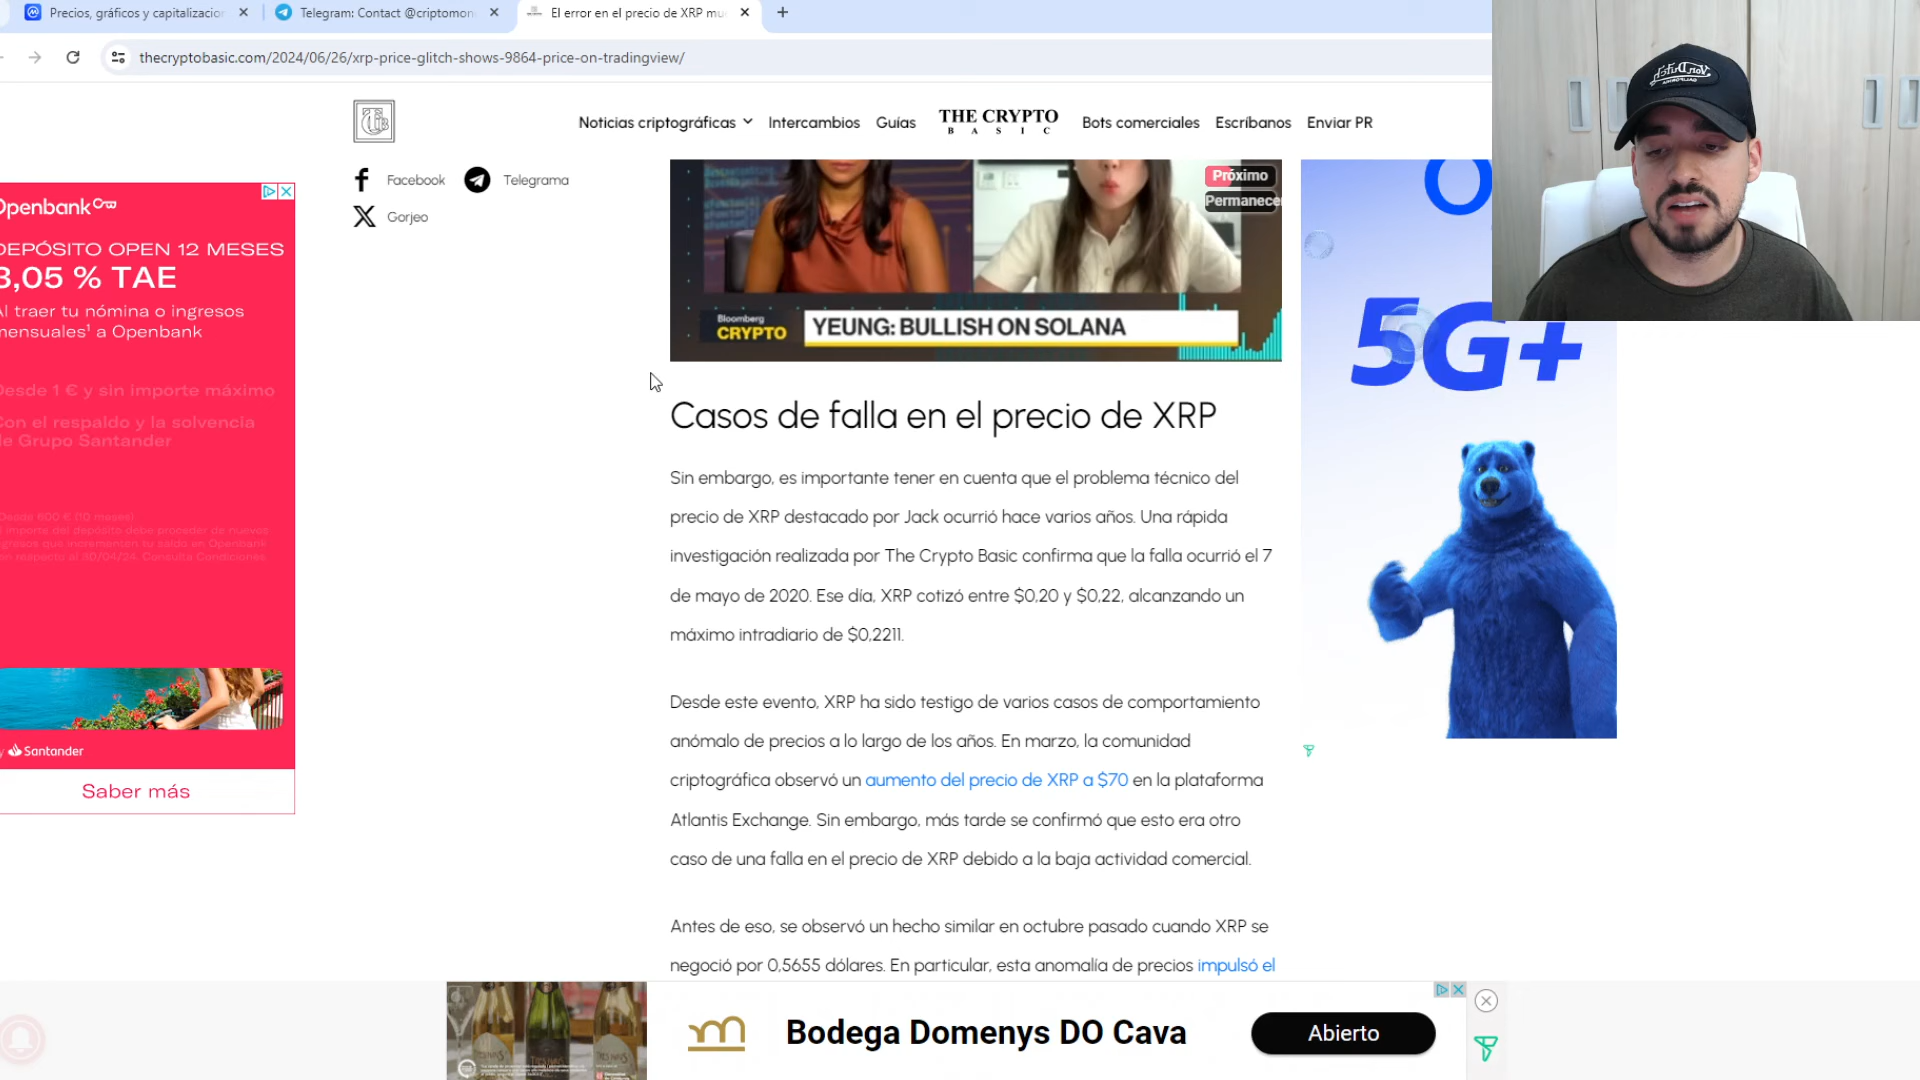 Precios, gráficos y capitalizacion
Telegram: Contact @criptomon
El error en el precio de XRP mu
thecryptobasic.com/2024/06/26/xrp-price-glitch-shows-9864-price-on-tradingview/
Noticias criptográficas
Intercambios
Guías
THE CRYPTO
BASIC
Bots comerciales
Escríbanos
Enviar PR
Facebook
Telegrama
Gorjeo
Openbank
DEPÓSITO OPEN 12 MESES
3,05 % TAE
Al traer tu nómina o ingresos
mensuales¹ a Openbank
Desde 1 € y sin importe máximo
Con el respaldo y la solvencia
de Grupo Santander
Santander
Saber más
Próximo
Permanece
Bloomberg
CRYPTO
YEUNG: BULLISH ON SOLANA
Casos de falla en el precio de XRP
Sin embargo, es importante tener en cuenta que el problema técnico del
precio de XRP destacado por Jack ocurrió hace varios años. Una rápida
investigación realizada por The Crypto Basic confirma que la falla ocurrió el 7
de mayo de 2020. Ese día, XRP cotizó entre $0,20 y $0,22, alcanzando un
máximo intradiario de $0,2211.
Desde este evento, XRP ha sido testigo de varios casos de comportamiento
anómalo de precios a lo largo de los años. En marzo, la comunidad
criptográfica observó un aumento del precio de XRP a $70 en la plataforma
Atlantis Exchange. Sin embargo, más tarde se confirmó que esto era otro
caso de una falla en el precio de XRP debido a la baja actividad comercial.
Antes de eso, se observó un hecho similar en octubre pasado cuando XRP se
negoció por 0,5655 dólares. En particular, esta anomalía de precios impulsó el
5G+
Von Dutch
Bodega Domenys DO Cava
Abierto